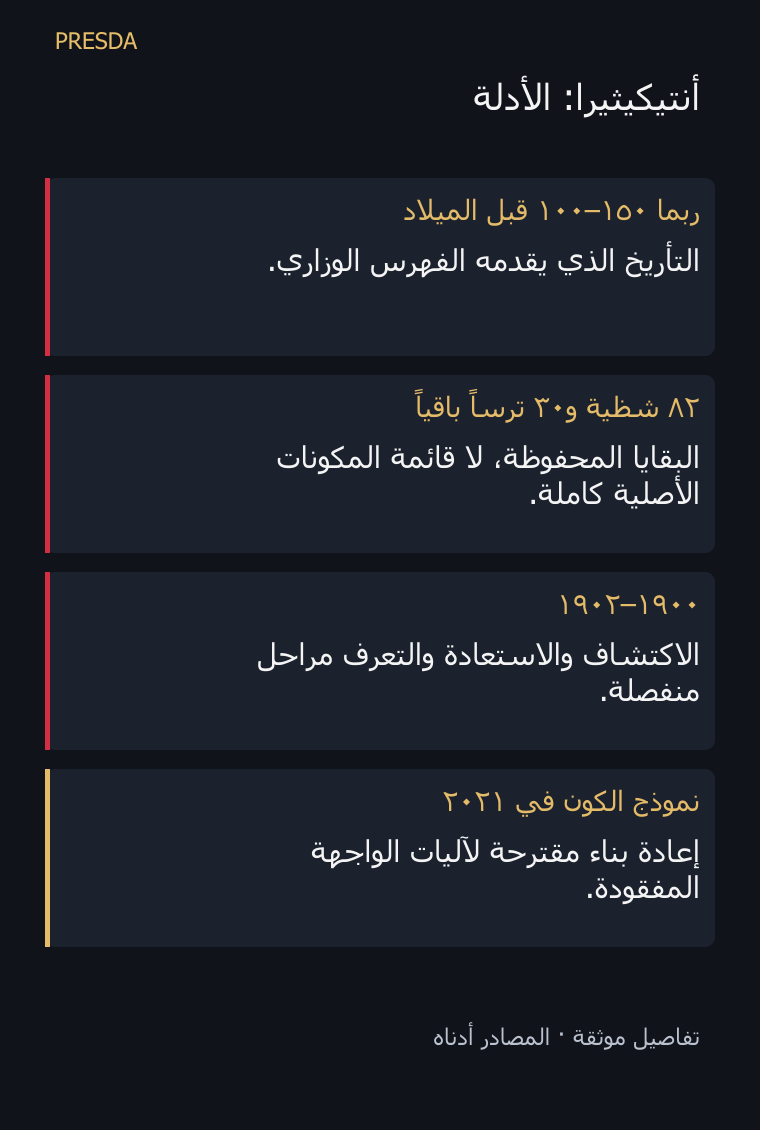 PRESDA
أنتيكيثيرا: الأدلة
ربما ١٥٠–١٠٠ قبل الميلاد
التأريخ الذي يقدمه الفهرس الوزاري.
٨٢ شظية و٣٠ ترساً باقياً
البقايا المحفوظة، لا قائمة المكونات
الأصلية كاملة.
١٩٠٠–١٩٠٢
الاكتشاف والاستعادة والتعرف مراحل
منفصلة.
نموذج الكون في ٢٠٢١
إعادة بناء مقترحة لآليات الواجهة
المفقودة.
تفاصيل موثقة · المصادر أدناه